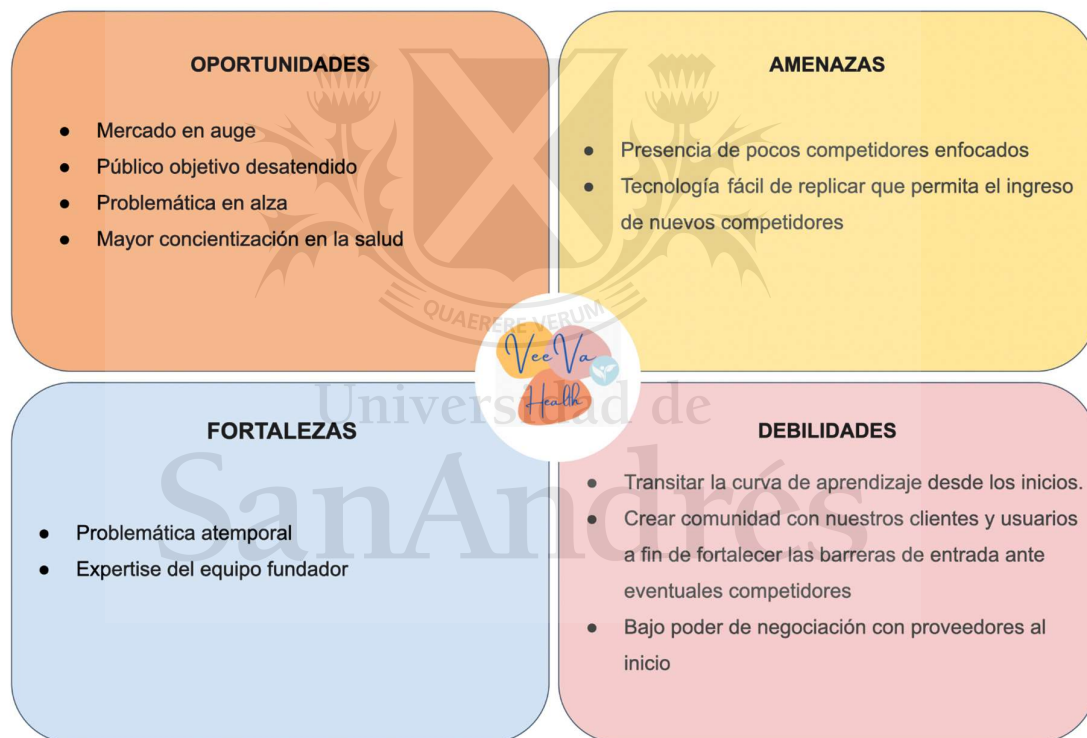 OPORTUNIDADES
● Mercado en auge
● Público objetivo desatendido
● Problemática en alza
● Mayor concientización en la salud
AMENAZAS
● Presencia de pocos competidores enfocados
● Tecnología fácil de replicar que permita el ingreso
de nuevos competidores
QUAERERE VERUM
VeeVa
Health
Universidad de
SanAndrés
FORTALEZAS
● Problemática atemporal
● Expertise del equipo fundador
DEBILIDADES
● Transitar la curva de aprendizaje desde los inicios.
● Crear comunidad con nuestros clientes y usuarios
a fin de fortalecer las barreras de entrada ante
eventuales competidores
● Bajo poder de negociación con proveedores al
inicio